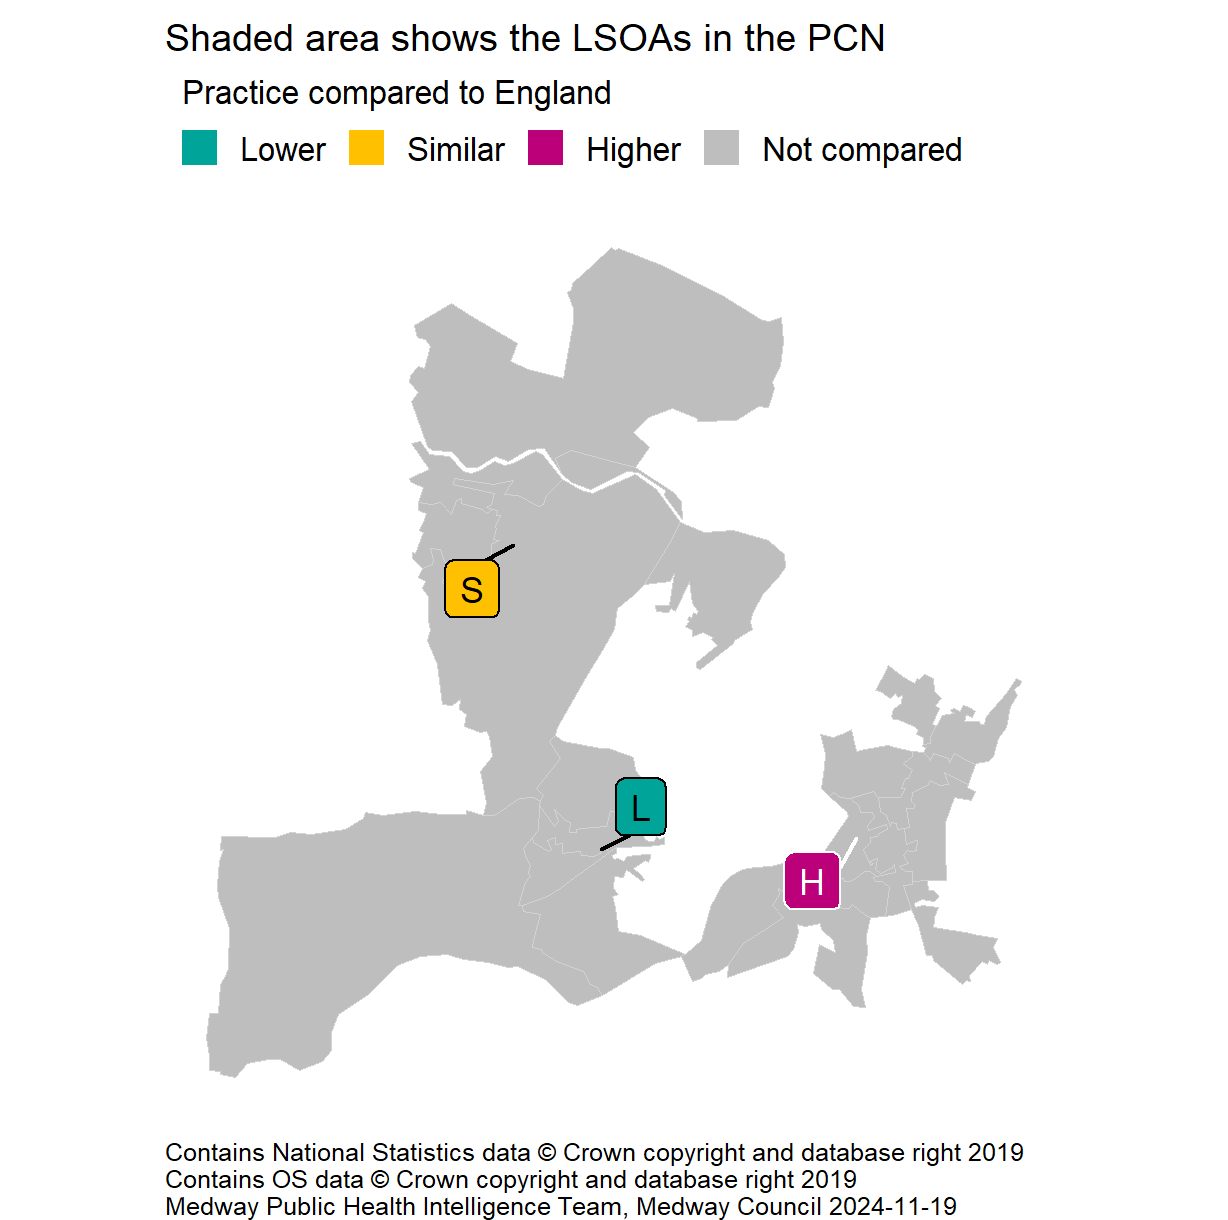 Shaded area shows the LSOAs in the PCN
Practice compared to England
Lower Similar Higher Not compared
S
L
H
Contains National Statistics data © Crown copyright and database right 2019
Contains OS data © Crown copyright and database right 2019
Medway Public Health Intelligence Team, Medway Council 2024-11-19